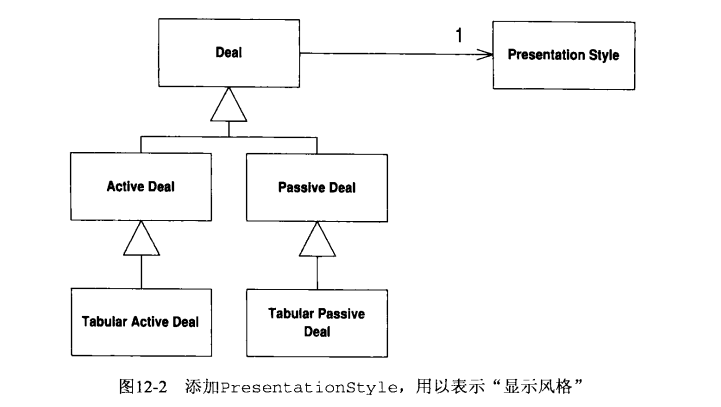 Deal
1
Presentation Style
Active Deal
Passive Deal
Tabular Active Deal
Tabular Passive
Deal
图12-2 添加PresentationStyle，用以表示“显示风格”